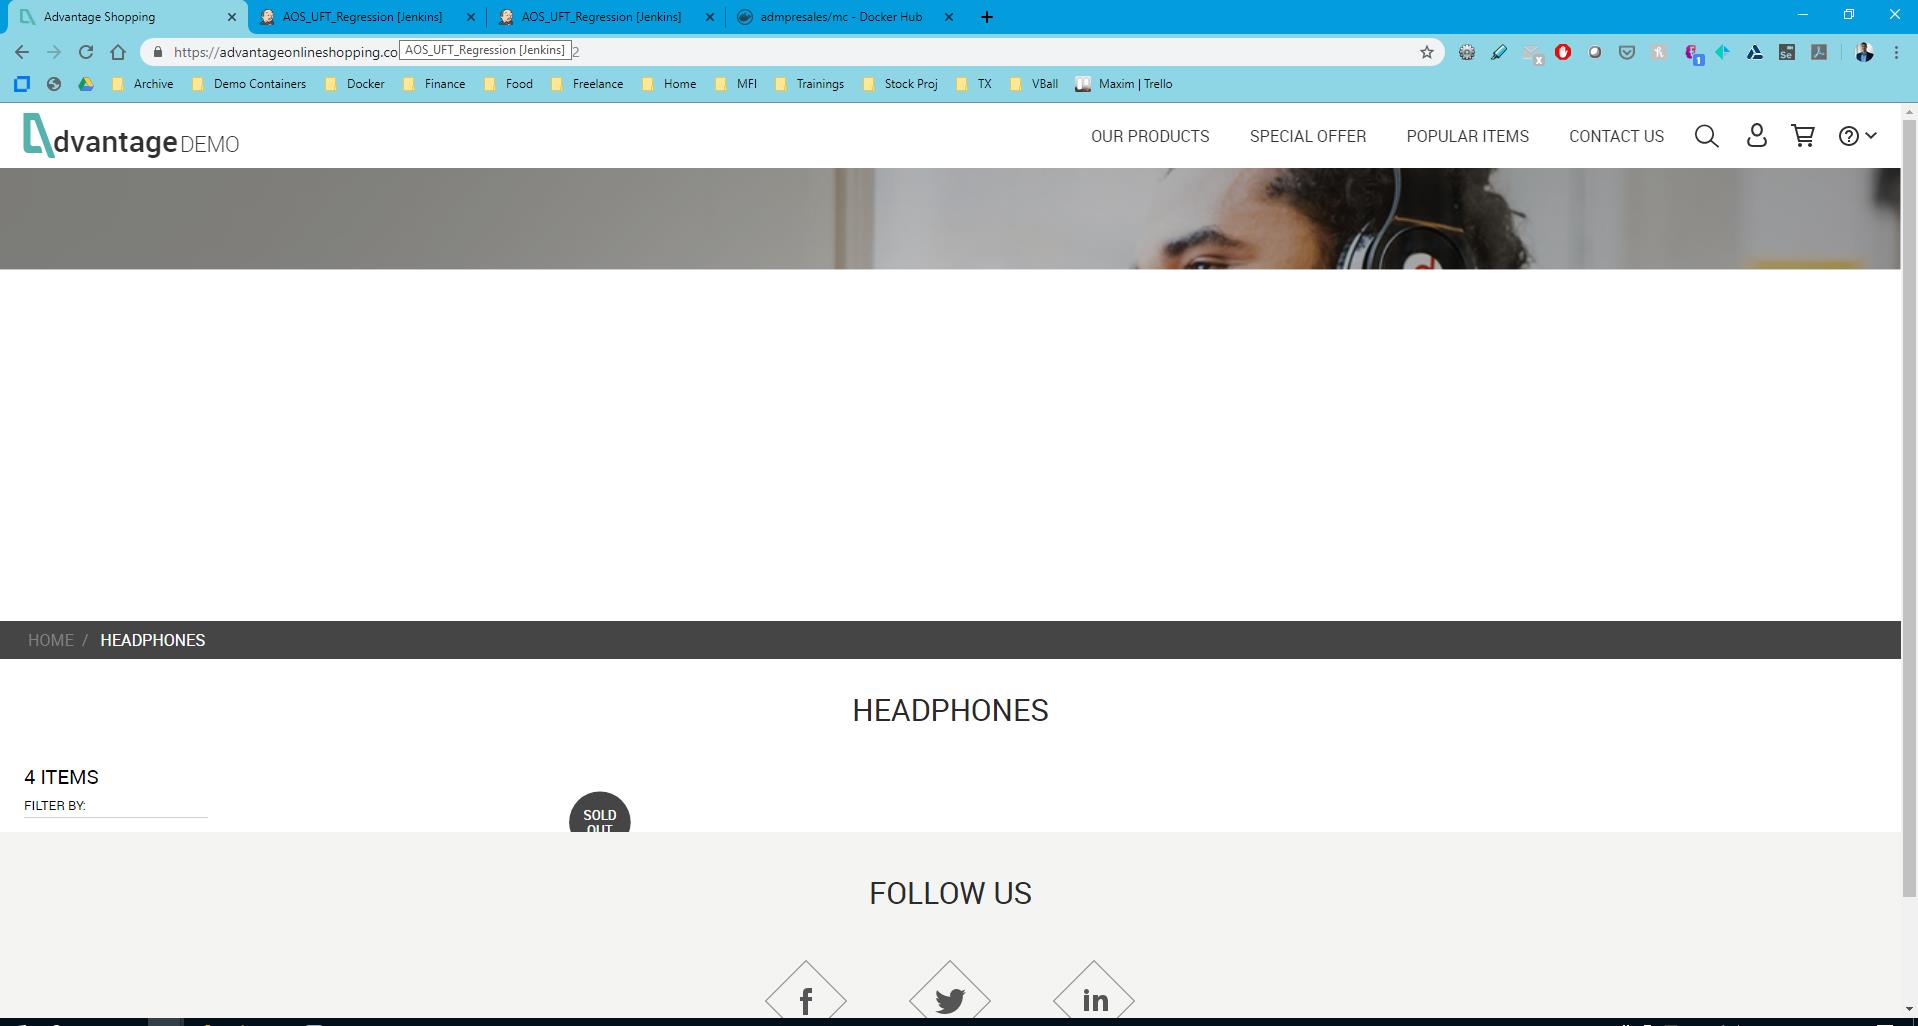 Advantage Shopping
AOS_UFT_Regression [Jenkins]
AOS_UFT_Regression [Jenkins]
admpresales/mc - Docker Hub
https://advantageonlineshopping.co
AOS_UFT_Regression [Jenkins]
2
x
1
Se
Archive
Demo Containers
Docker
Finance
Food
Freelance
Home
MFI
Trainings
Stock Proj
TX
VBall
Maxim | Trello
dvantage DEMO
OUR PRODUCTS
SPECIAL OFFER
POPULAR ITEMS
CONTACT US
HOME / HEADPHONES
HEADPHONES
4 ITEMS
FILTER BY:
SOLD
OUT
FOLLOW US
f
in